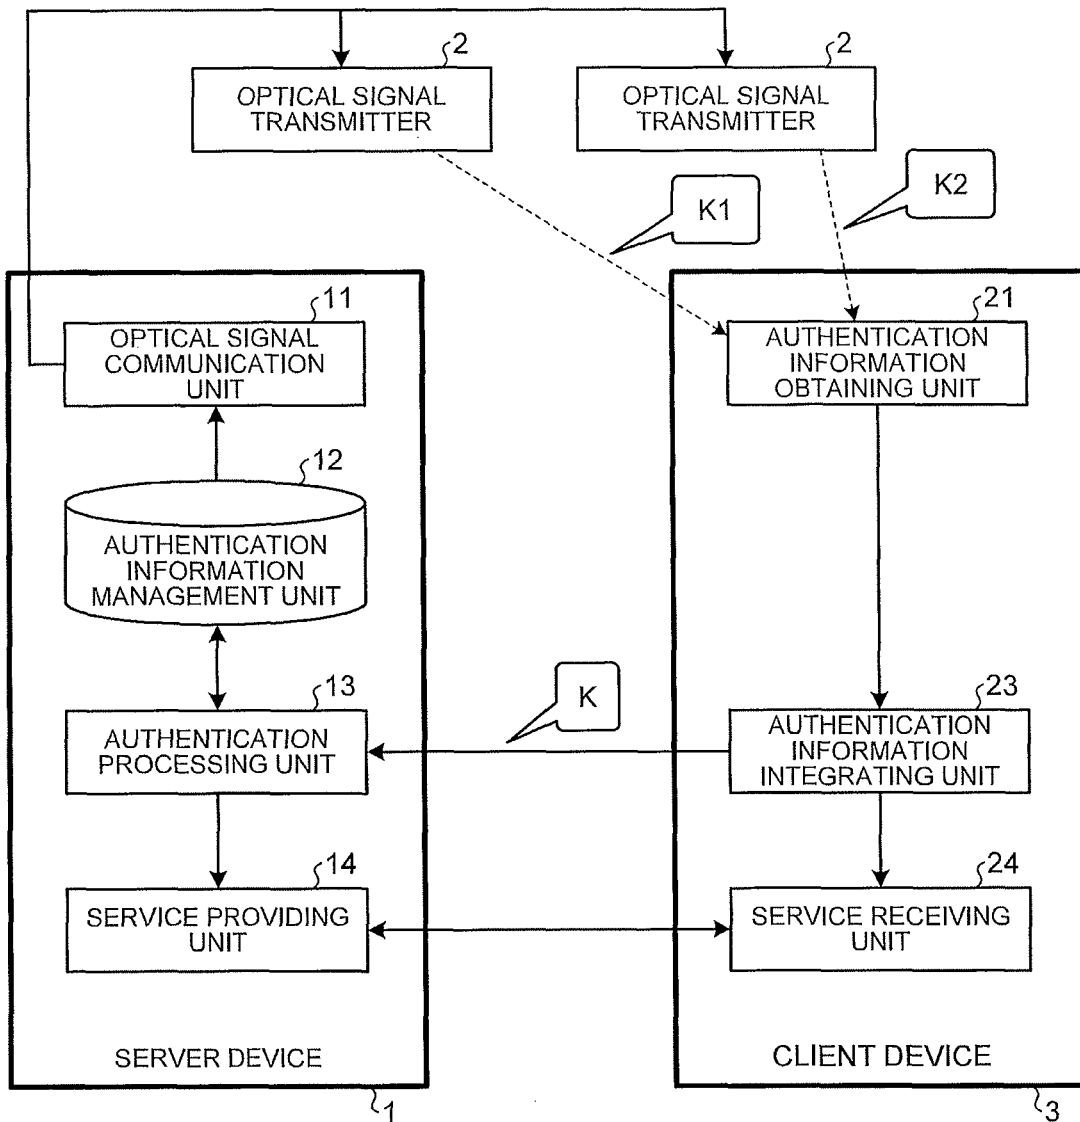 2
OPTICAL SIGNAL
TRANSMITTER
2
OPTICAL SIGNAL
TRANSMITTER
K1
K2
11
OPTICAL SIGNAL
COMMUNICATION
UNIT
12
AUTHENTICATION
INFORMATION
MANAGEMENT UNIT
13
AUTHENTICATION
PROCESSING UNIT
14
SERVICE PROVIDING
UNIT
SERVER DEVICE
1
K
21
AUTHENTICATION
INFORMATION
OBTAINING UNIT
23
AUTHENTICATION
INFORMATION
INTEGRATING UNIT
24
SERVICE RECEIVING
UNIT
CLIENT DEVICE
3